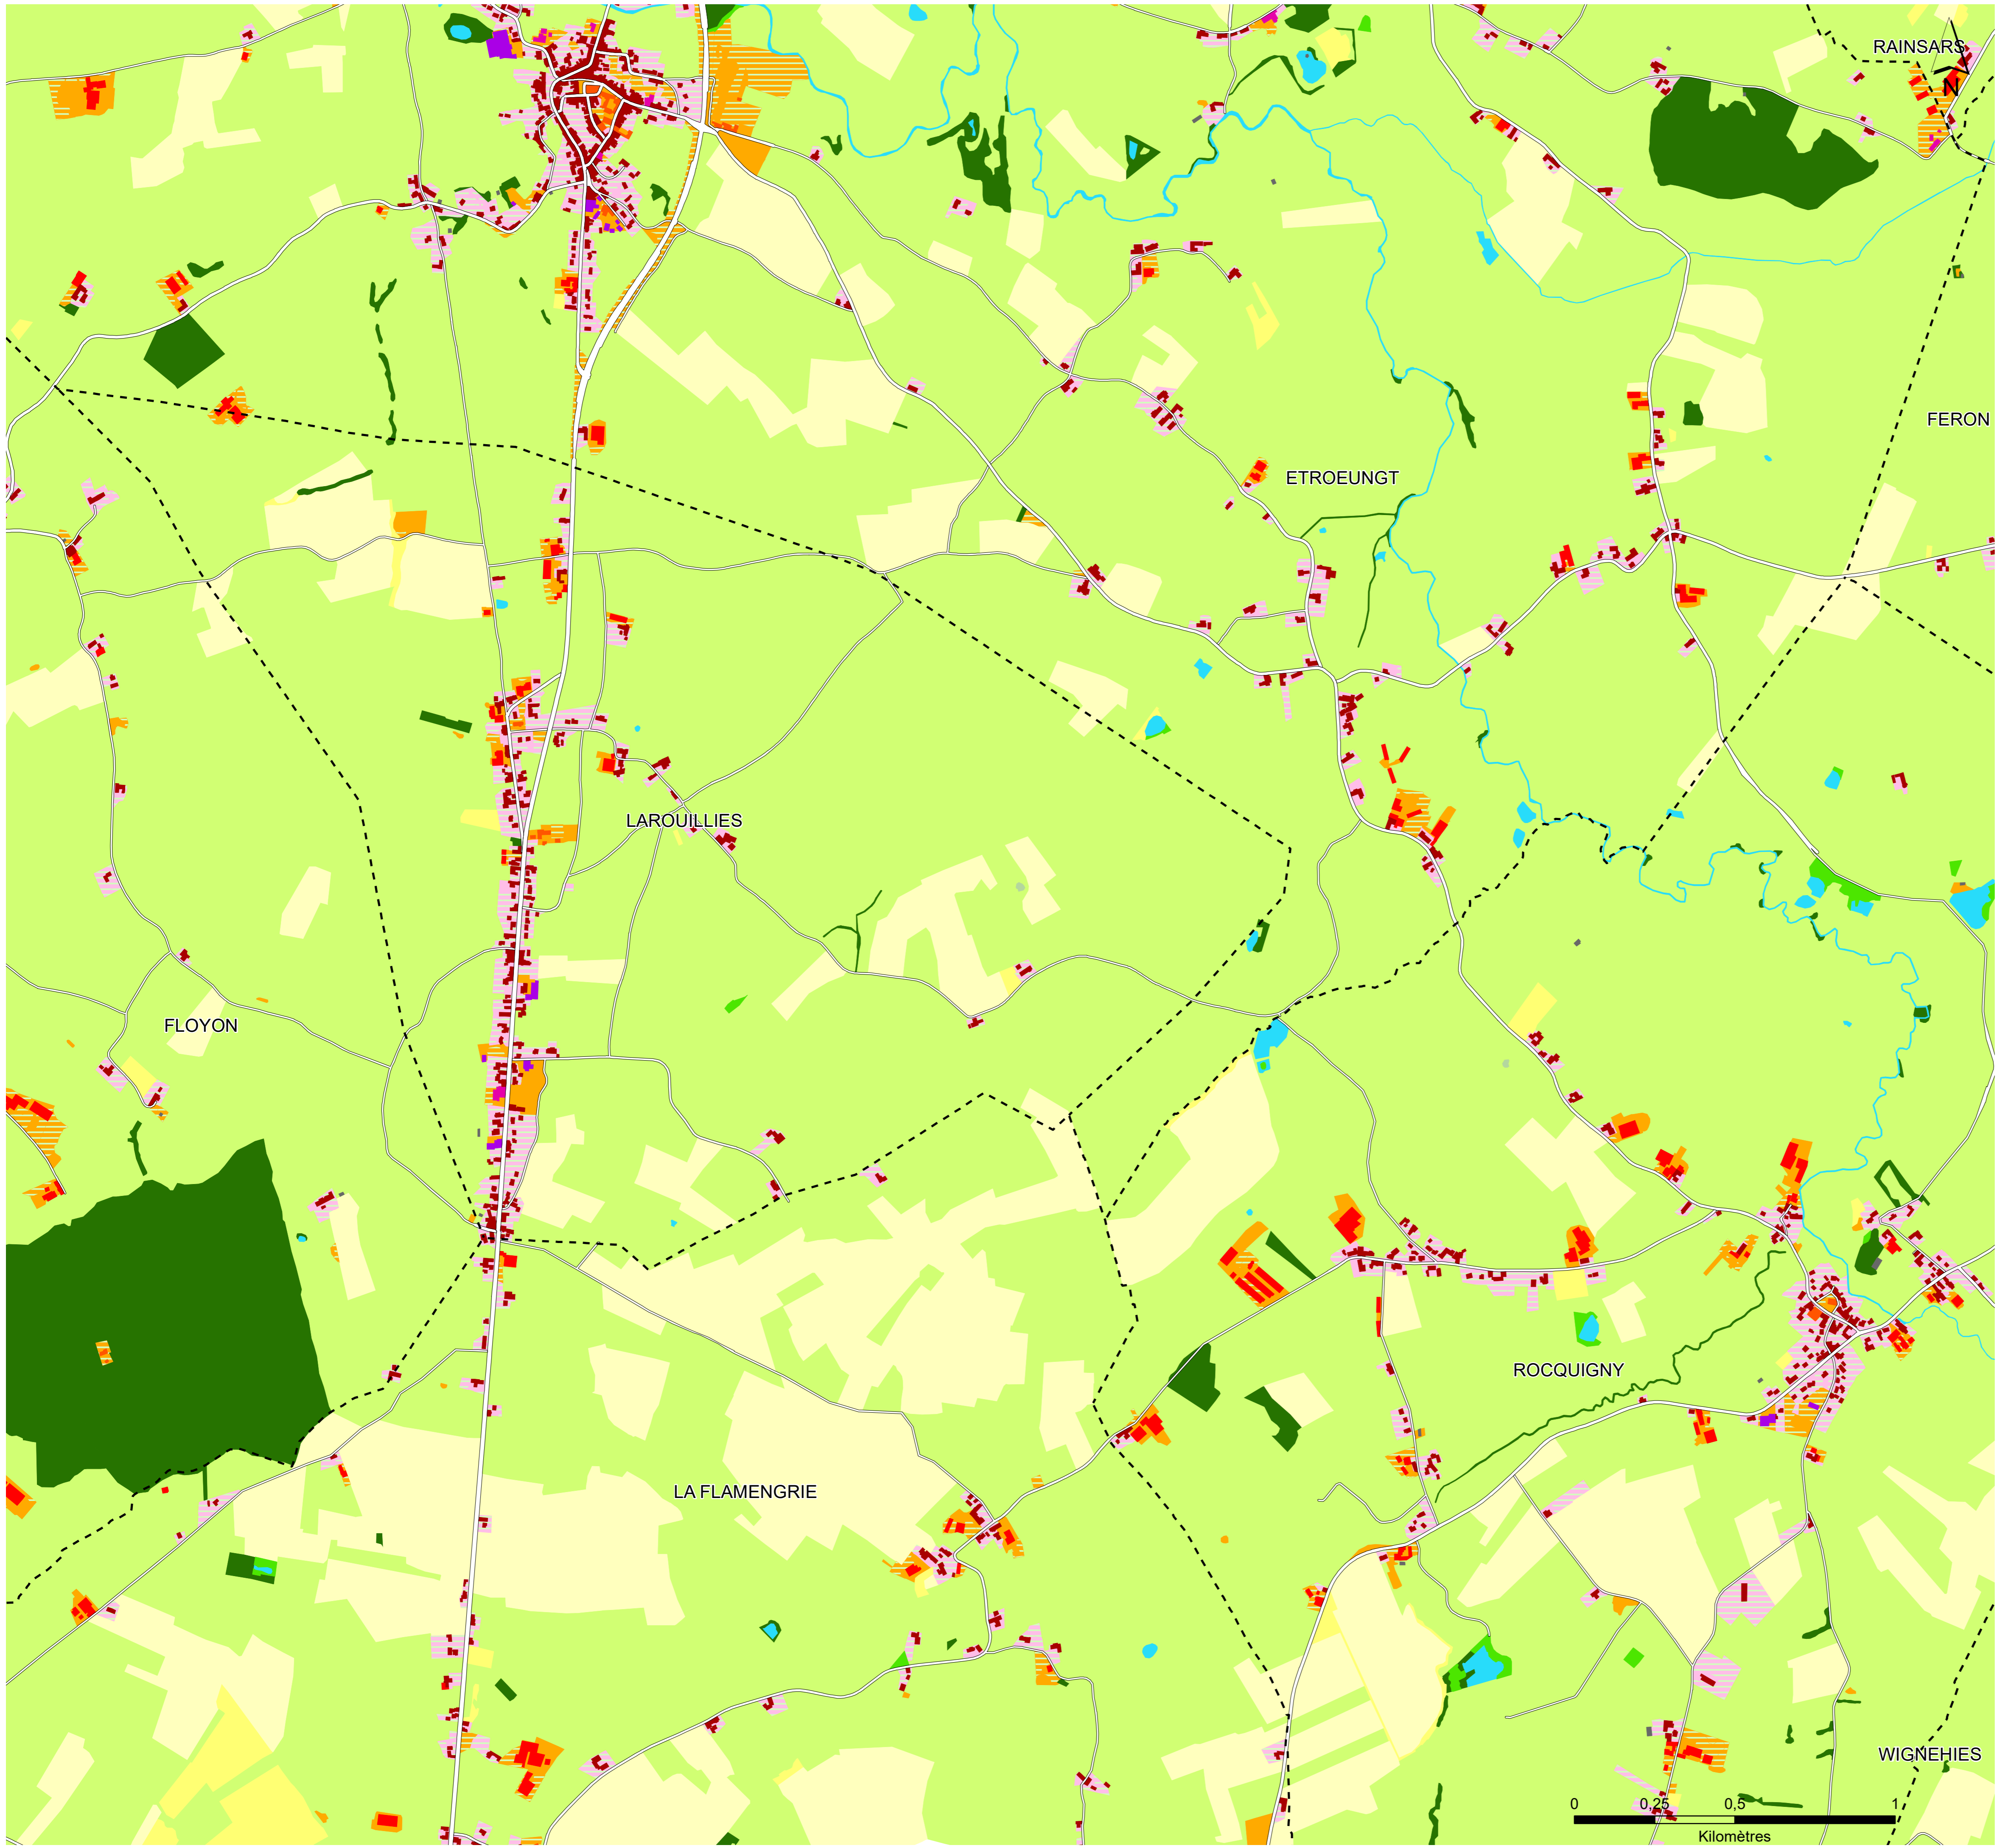 RAINSARS
N
FERON
ETROEUNGT
LAROUILLIES
FLOYON
ROCQUIGNY
LA FLAMENGRIE
WIGNEHIES
0 0,25 0,5 1
Kilomètres